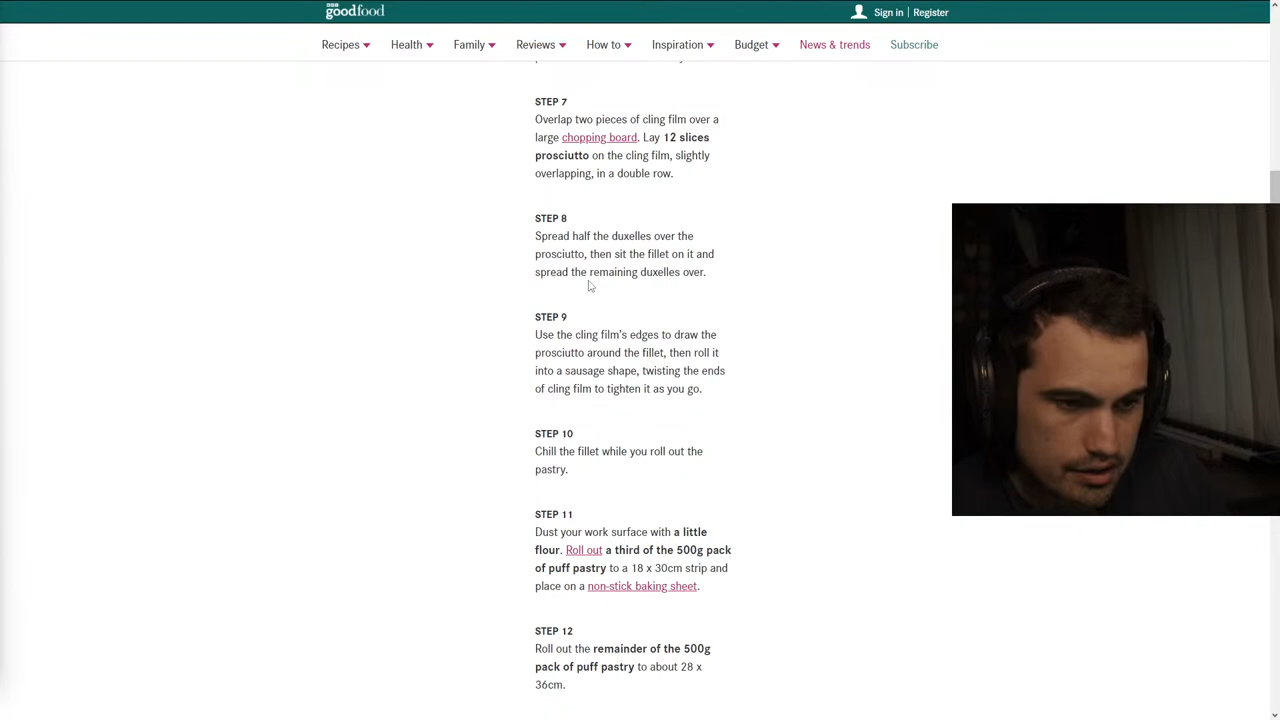 BBC
goodfood
Sign in | Register
Recipes
Health
Family
Reviews
How to
Inspiration
Budget
News & trends
Subscribe
STEP 7
Overlap two pieces of cling film over a
large chopping board. Lay 12 slices
prosciutto on the cling film, slightly
overlapping, in a double row.
STEP 8
Spread half the duxelles over the
prosciutto, then sit the fillet on it and
spread the remaining duxelles over.
STEP 9
Use the cling film's edges to draw the
prosciutto around the fillet, then roll it
into a sausage shape, twisting the ends
of cling film to tighten it as you go.
STEP 10
Chill the fillet while you roll out the
pastry.
STEP 11
Dust your work surface with a little
flour. Roll out a third of the 500g pack
of puff pastry to a 18 x 30cm strip and
place on a non-stick baking sheet.
STEP 12
Roll out the remainder of the 500g
pack of puff pastry to about 28 x
36cm.